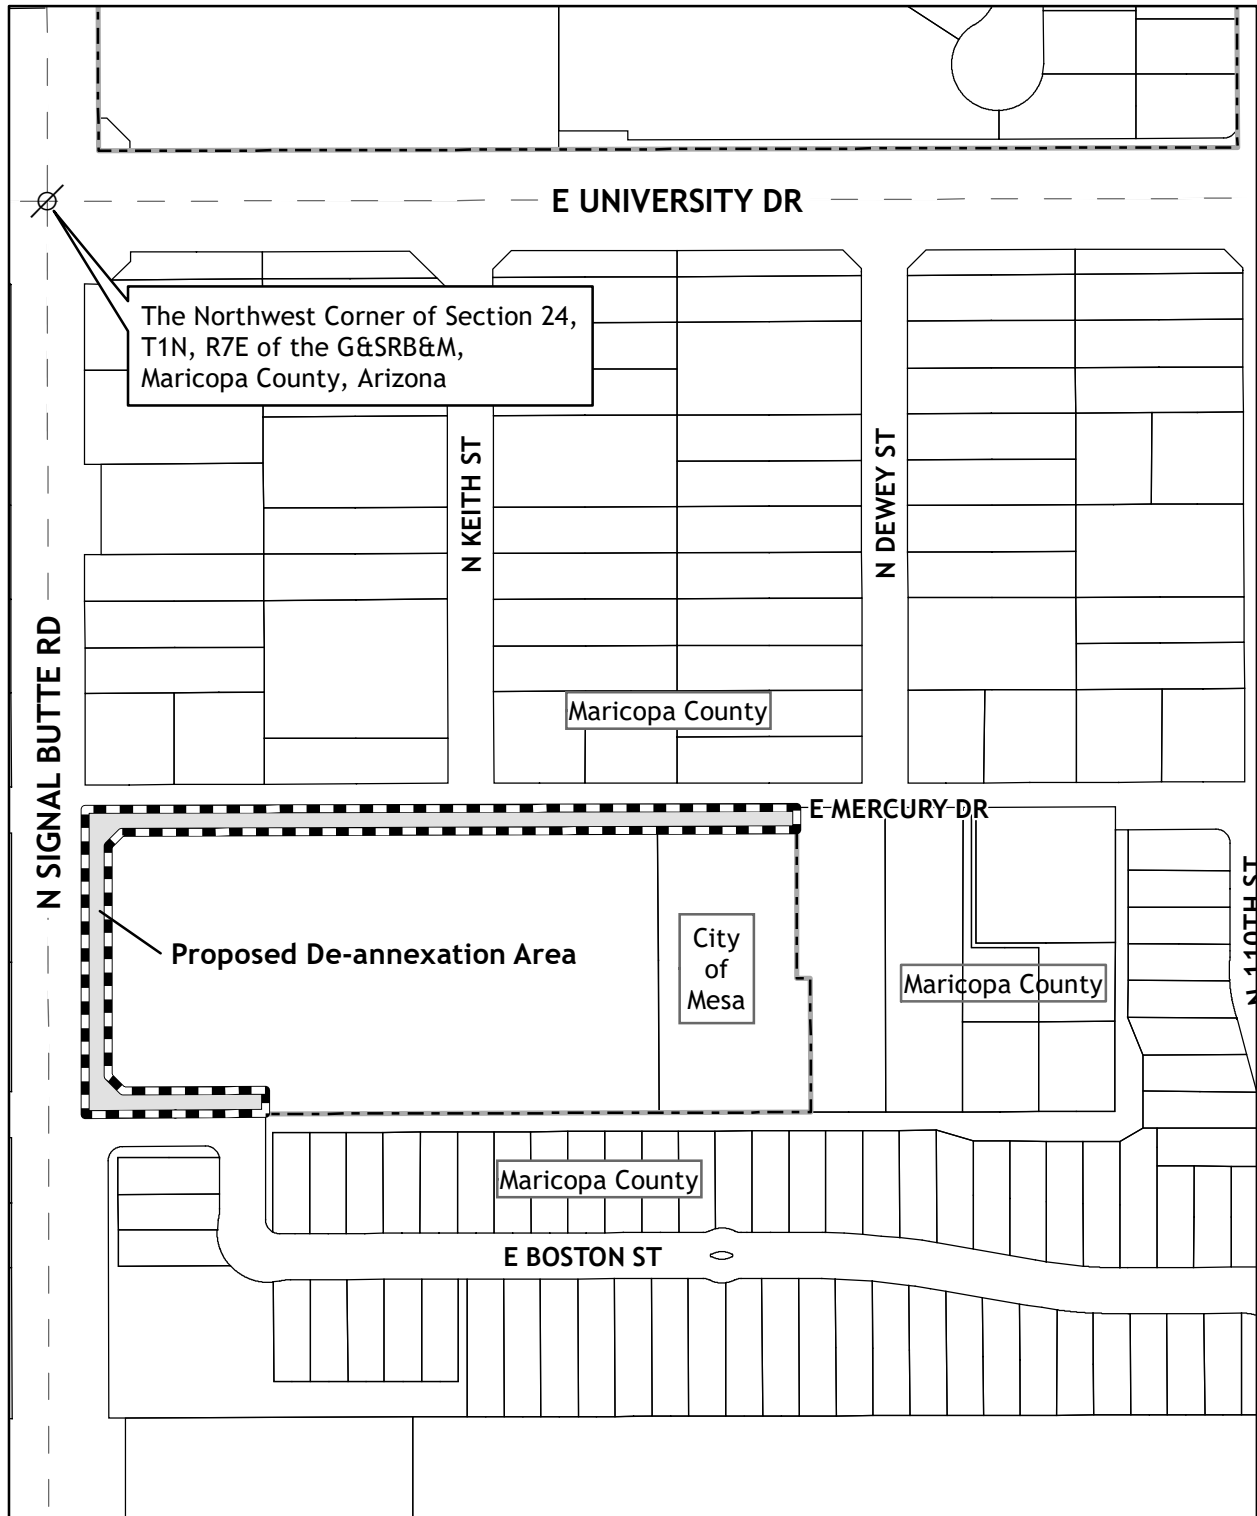 E UNIVERSITY DR
The Northwest Corner of Section 24,
T1N, R7E of the G&SRB&M,
Maricopa County, Arizona
N KEITH ST
N DEWEY ST
N SIGNAL BUTTE RD
Maricopa County
E MERCURY DR
N 110TH ST
Proposed De-annexation Area
City
of
Mesa
Maricopa County
Maricopa County
E BOSTON ST